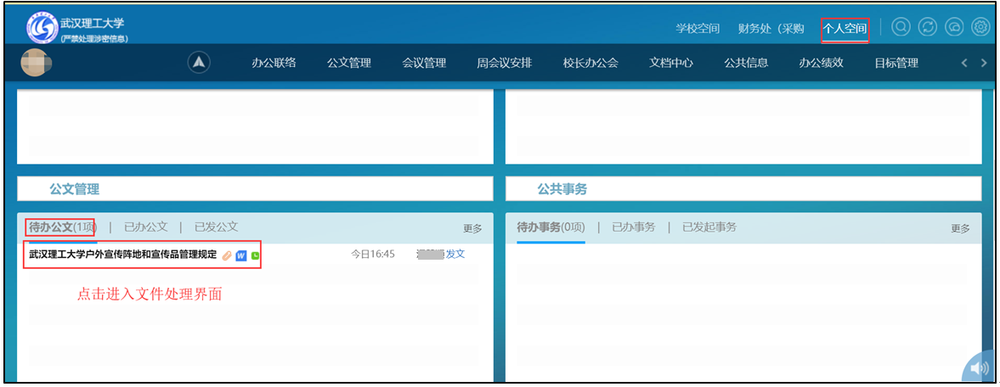 武汉理工大学
(严禁处理涉密信息)
学校空间 财务处（采购 个人空间
办公联络 公文管理 会议管理 周会议安排 校长办公会 文档中心 公共信息 办公绩效 目标管理
公文管理 公共事务
待办公文(1项) | 已办公文 | 已发公文 更多 待办事务(0项) | 已办事务 | 已发起事务 更多
武汉理工大学户外宣传阵地和宣传品管理规定 今日16:45 发文
点击进入文件处理界面